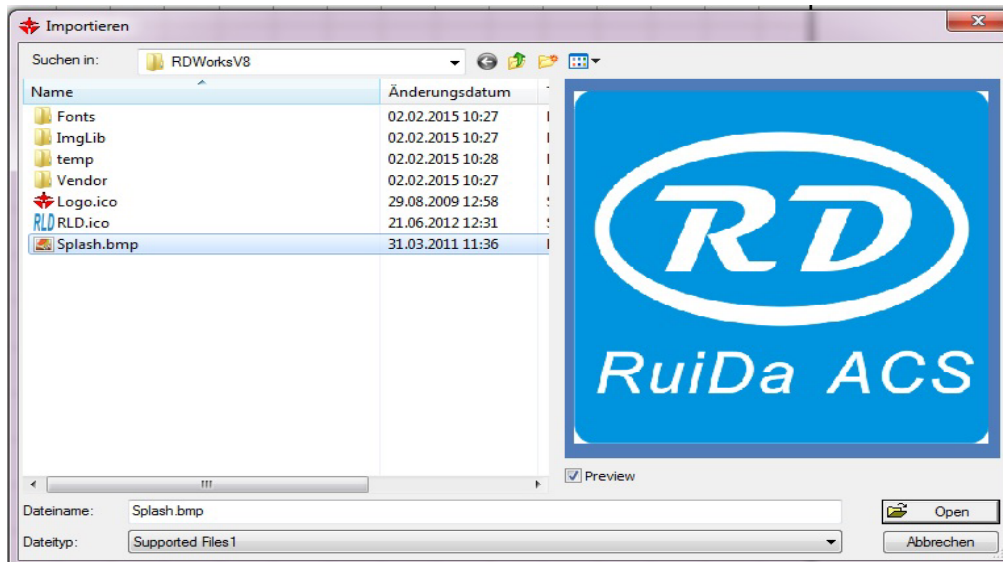 Importieren
Suchen in: RDWorksV8
Name Änderungsdatum
Fonts 02.02.2015 10:27
ImgLib 02.02.2015 10:27
temp 02.02.2015 10:28
Vendor 02.02.2015 10:27
Logo.ico 29.08.2009 12:58
RLD RLD.ico 21.06.2012 12:31
Splash.bmp 31.03.2011 11:36
RD
RuiDa ACS
Preview
Dateiname: Splash.bmp Open
Dateityp: Supported Files1 Abbrechen